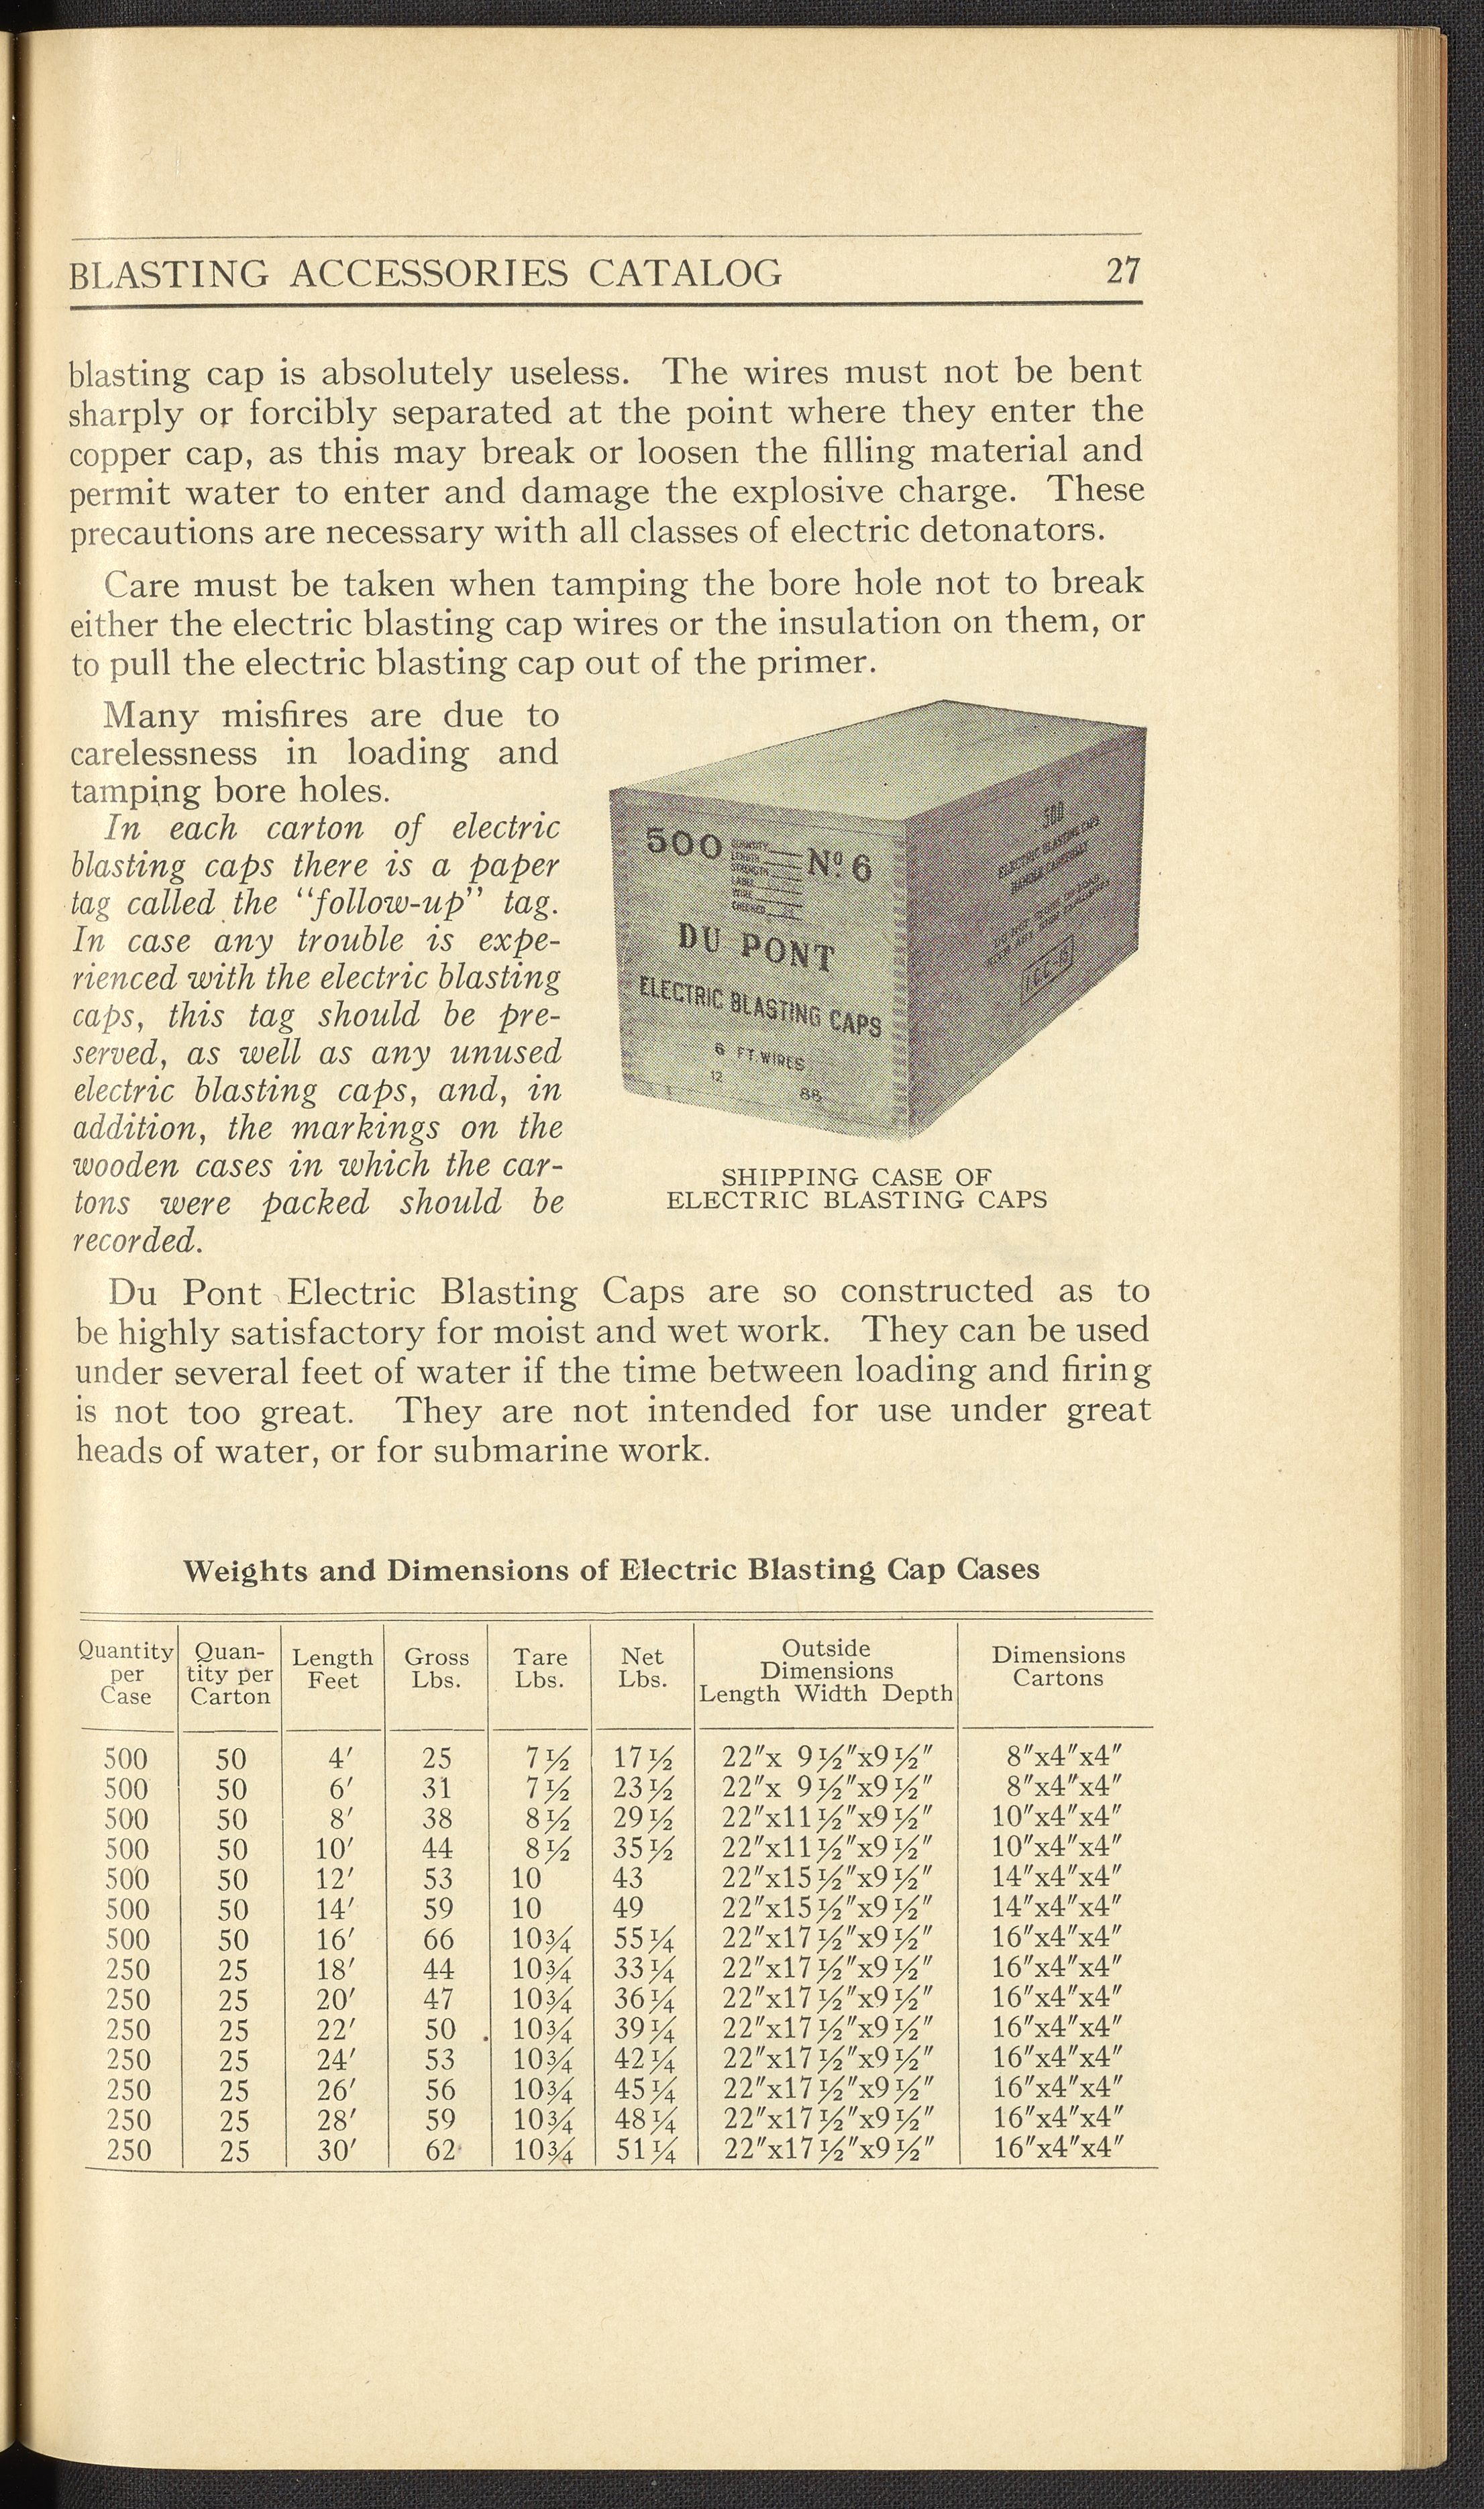 BLASTING ACCESSORIES CATALOG 27
blasting cap is absolutely useless. The wires must not be bent
sharply or forcibly separated at the point where they enter the
copper cap, as this may break or loosen the filling material and
permit water to enter and damage the explosive charge. These
precautions are necessary with all classes of electric detonators.
Care must be taken when tamping the bore hole not to break
either the electric blasting cap wires or the insulation on them, or
to pull the electric blasting cap out of the primer.
Many misfires are due to
carelessness in loading and
tamping bore holes.
In each carton of electric
blasting caps there is a paper
tag called the "follow-up" tag.
In case any trouble is expe-
rienced with the electric blasting
caps, this tag should be pre-
served, as well as any unused
electric blasting caps, and, in
addition, the markings on the
wooden cases in which the car-
tons were packed should be
recorded.
500 Nº 6
QUANTITY
LENGTH
STRENGTH
LABEL
WIRE
CHECKED
DU PONT
ELECTRIC BLASTING CAPS
6 FT WIRES
12 88
500
ELECTRIC BLASTING CAPS
HANDLE CAREFULLY
SHIPPING CASE OF
ELECTRIC BLASTING CAPS
Du Pont Electric Blasting Caps are so constructed as to
be highly satisfactory for moist and wet work. They can be used
under several feet of water if the time between loading and firing
is not too great. They are not intended for use under great
heads of water, or for submarine work.
Weights and Dimensions of Electric Blasting Cap Cases
Quantity per Case Quan-tity per Carton Length Feet Gross Lbs. Tare Lbs. Net Lbs. Outside Dimensions Length Width Depth Dimensions Cartons
500 50 4′ 25 7½ 17½ 22″x 9½″x9½″ 8″x4″x4″
500 50 6′ 31 7½ 23½ 22″x 9½″x9½″ 8″x4″x4″
500 50 8′ 38 8½ 29½ 22″x11½″x9½″ 10″x4″x4″
500 50 10′ 44 8½ 35½ 22″x11½″x9½″ 10″x4″x4″
500 50 12′ 53 10 43 22″x15½″x9½″ 14″x4″x4″
500 50 14′ 59 10 49 22″x15½″x9½″ 14″x4″x4″
500 50 16′ 66 10¾ 55¼ 22″x17½″x9½″ 16″x4″x4″
250 25 18′ 44 10¾ 33¼ 22″x17½″x9½″ 16″x4″x4″
250 25 20′ 47 10¾ 36¼ 22″x17½″x9½″ 16″x4″x4″
250 25 22′ 50 10¾ 39¼ 22″x17½″x9½″ 16″x4″x4″
250 25 24′ 53 10¾ 42¼ 22″x17½″x9½″ 16″x4″x4″
250 25 26′ 56 10¾ 45¼ 22″x17½″x9½″ 16″x4″x4″
250 25 28′ 59 10¾ 48¼ 22″x17½″x9½″ 16″x4″x4″
250 25 30′ 62 10¾ 51¼ 22″x17½″x9½″ 16″x4″x4″